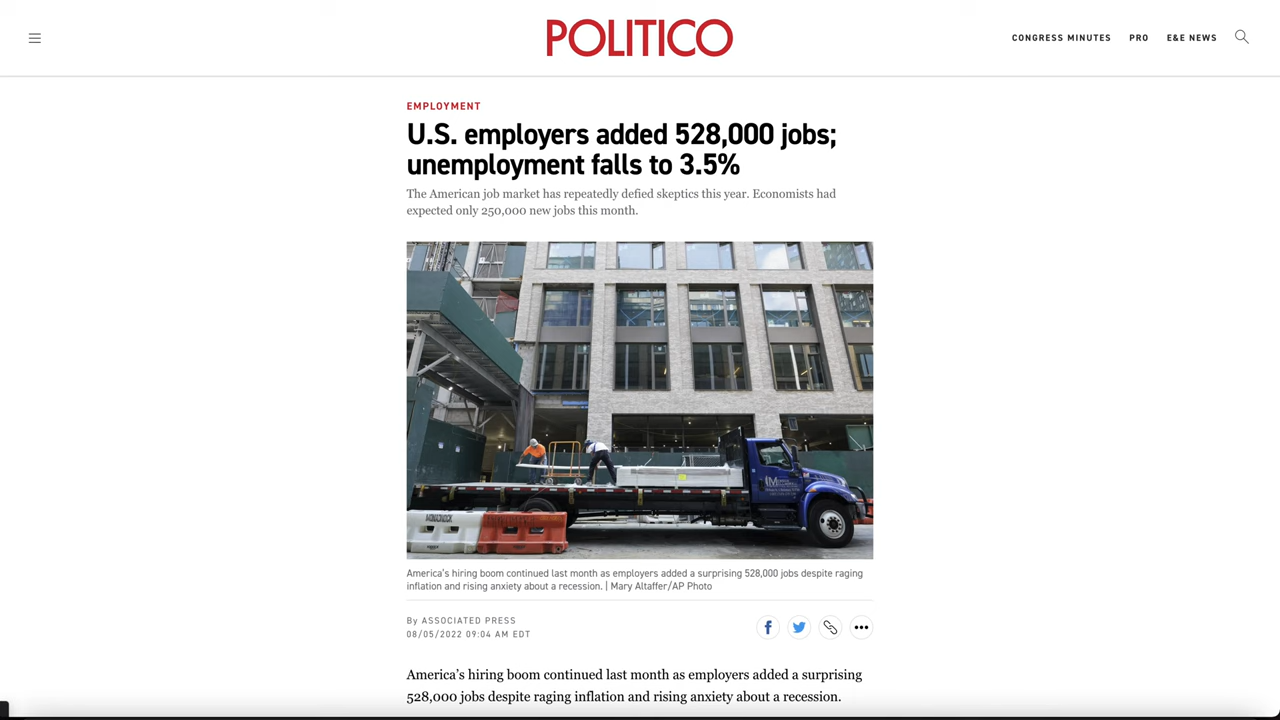 POLITICO
CONGRESS MINUTES
PRO
E&E NEWS
EMPLOYMENT
U.S. employers added 528,000 jobs;
unemployment falls to 3.5%
The American job market has repeatedly defied skeptics this year. Economists had
expected only 250,000 new jobs this month.
America's hiring boom continued last month as employers added a surprising 528,000 jobs despite raging
inflation and rising anxiety about a recession. | Mary Altaffer/AP Photo
By ASSOCIATED PRESS
08/05/2022 09:04 AM EDT
America's hiring boom continued last month as employers added a surprising
528,000 jobs despite raging inflation and rising anxiety about a recession.